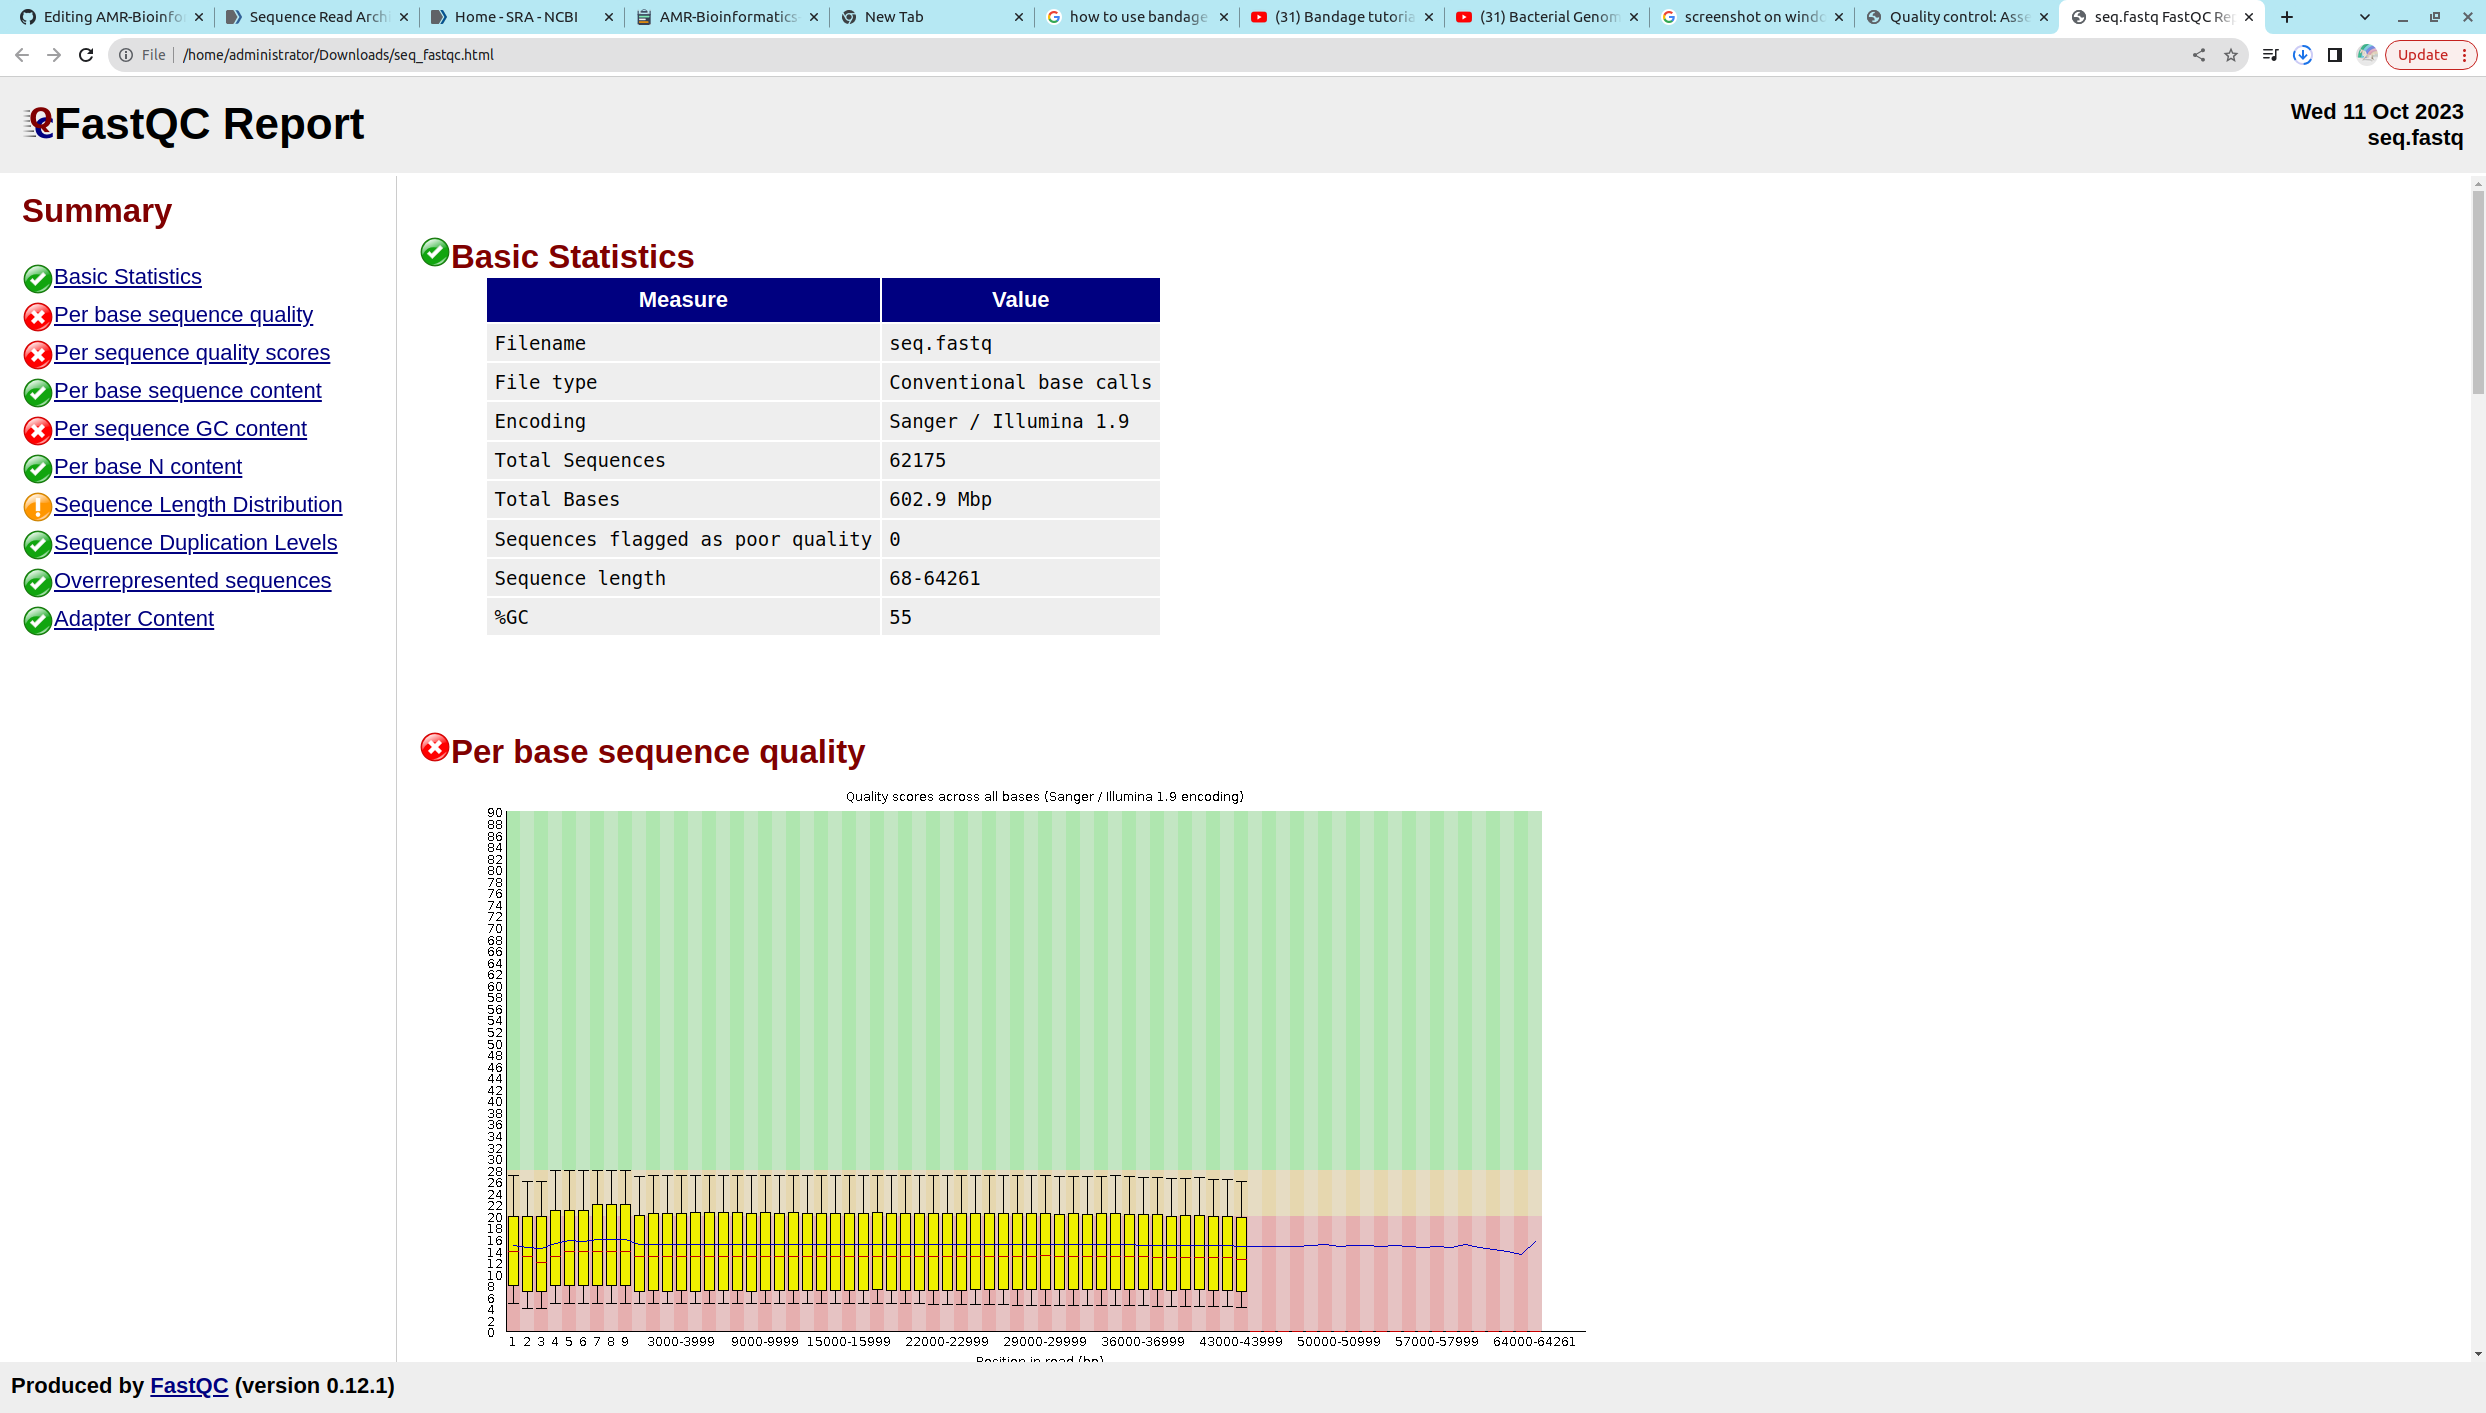 Editing AMR-Bioinfor
Sequence Read Archi
Home - SRA - NCBI
AMR-Bioinformatics-
New Tab
how to use bandage
(31) Bandage tutoria
(31) Bacterial Genom
screenshot on windo
Quality control: Asse
seq.fastq FastQC Rep
File
/home/administrator/Downloads/seq_fastqc.html
Update
FastQC Report
Wed 11 Oct 2023
seq.fastq
Summary
Basic Statistics
Per base sequence quality
Per sequence quality scores
Per base sequence content
Per sequence GC content
Per base N content
Sequence Length Distribution
Sequence Duplication Levels
Overrepresented sequences
Adapter Content
Basic Statistics
Measure Value
Filename seq.fastq
File type Conventional base calls
Encoding Sanger / Illumina 1.9
Total Sequences 62175
Total Bases 602.9 Mbp
Sequences flagged as poor quality 0
Sequence length 68-64261
%GC 55
Per base sequence quality
Quality scores across all bases (Sanger / Illumina 1.9 encoding)
90
88
86
84
82
80
78
76
74
72
70
68
66
64
62
60
58
56
54
52
50
48
46
44
42
40
38
36
34
32
30
28
26
24
22
20
18
16
14
12
10
8
6
4
2
0
1 2 3 4 5 6 7 8 9 3000-3999 9000-9999 15000-15999 22000-22999 29000-29999 36000-36999 43000-43999 50000-50999 57000-57999 64000-64261
Position in read (bp)
Produced by FastQC (version 0.12.1)